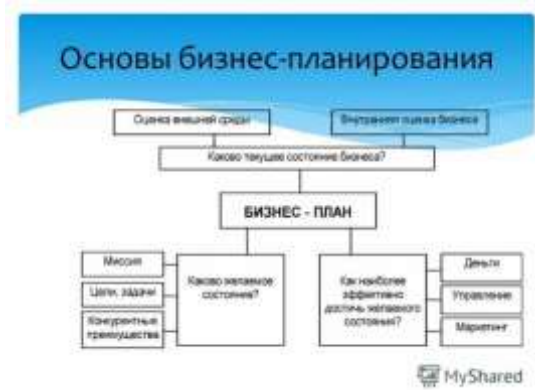 Основы бизнес-планирования
Оценка внешней среды
Внутренняя оценка бизнеса
Каково текущее состояние бизнеса?
БИЗНЕС - ПЛАН
Миссия
Цели, задачи
Конкурентные
преимущества
Каково желаемое
состояние?
Как наиболее
эффективно
достичь желаемого
состояния?
Деньги
Управление
Маркетинг
MyShared